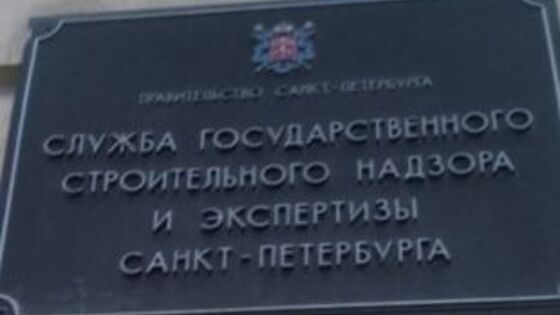 ПРАВИТЕЛЬСТВО САНКТ-ПЕТЕРБУРГА
СЛУЖБА ГОСУДАРСТВЕННОГО
СТРОИТЕЛЬНОГО НАДЗОРА
И ЭКСПЕРТИЗЫ
САНКТ-ПЕТЕРБУРГА